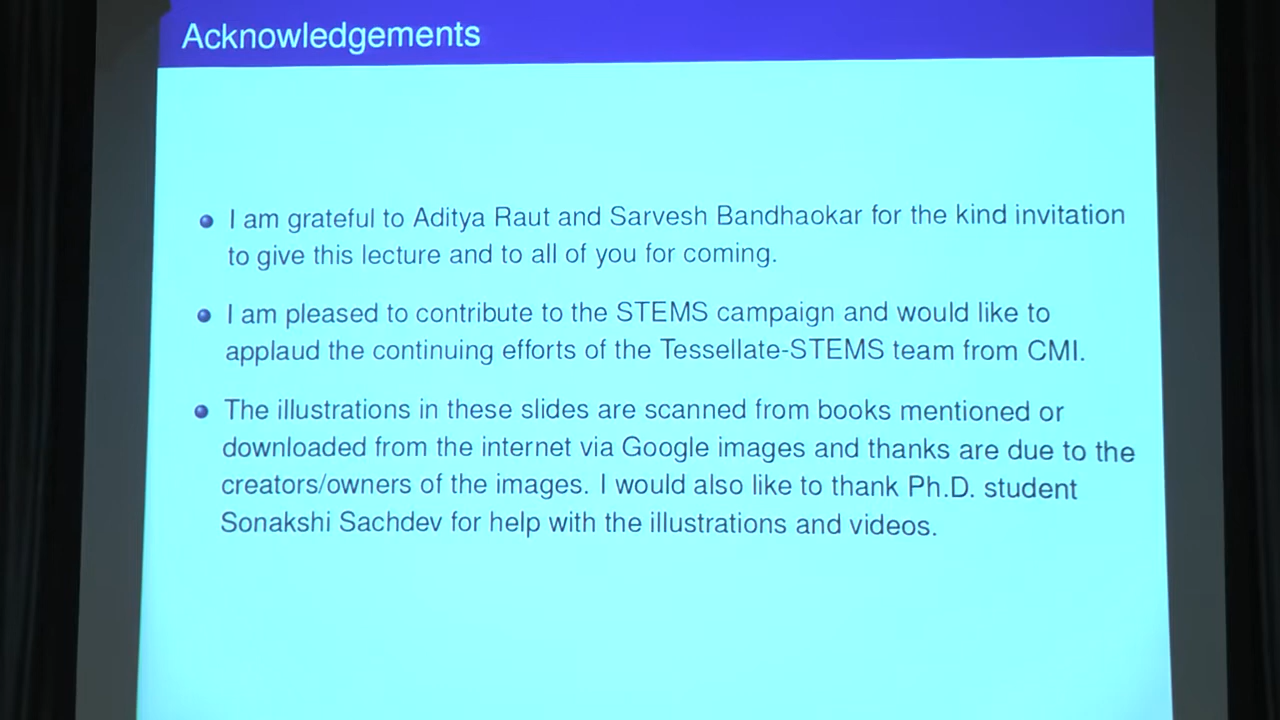 Acknowledgements
I am grateful to Aditya Raut and Sarvesh Bandhaokar for the kind invitation
to give this lecture and to all of you for coming.
I am pleased to contribute to the STEMS campaign and would like to
applaud the continuing efforts of the Tessellate-STEMS team from CMI.
The illustrations in these slides are scanned from books mentioned or
downloaded from the internet via Google images and thanks are due to the
creators/owners of the images. I would also like to thank Ph.D. student
Sonakshi Sachdev for help with the illustrations and videos.